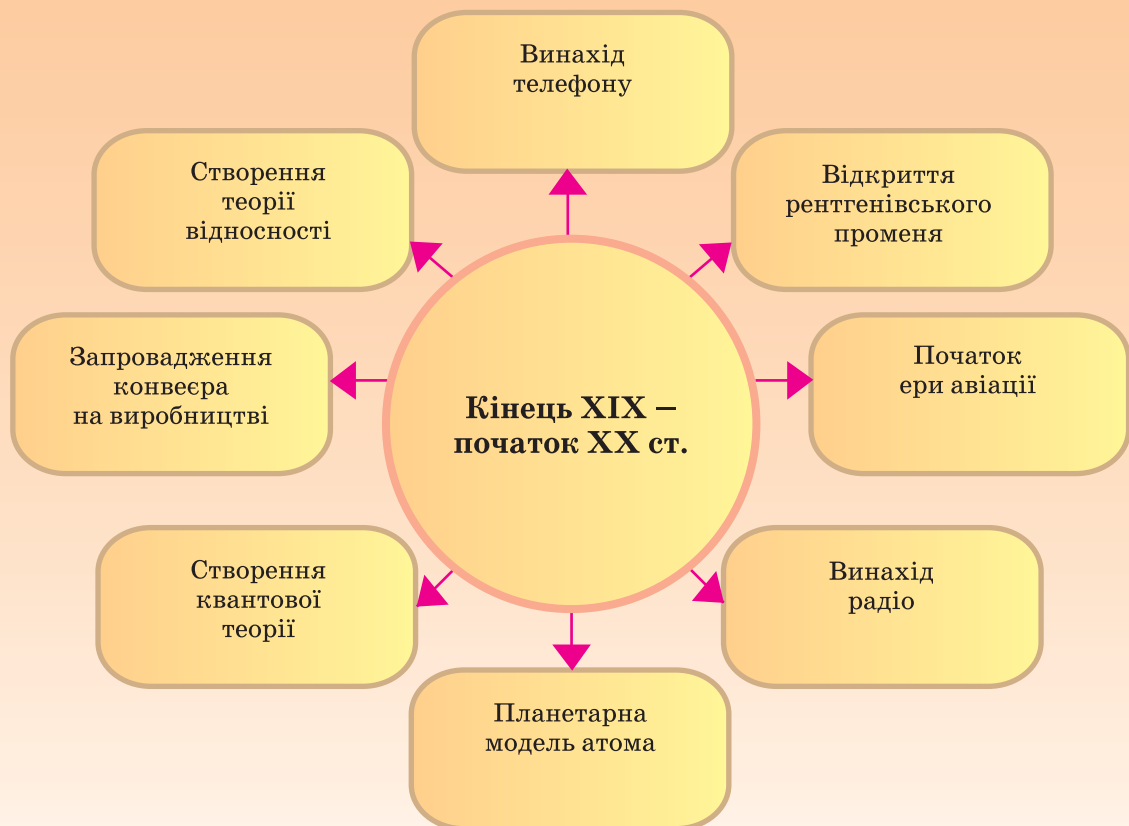 Винахід
телефону
Створення
теорії
відносності
Відкриття
рентгенівського
променя
Запровадження
конвеєра
на виробництві
Початок
ери авіації
Кінець XIX –
початок XX ст.
Створення
квантової
теорії
Винахід
радіо
Планетарна
модель атома